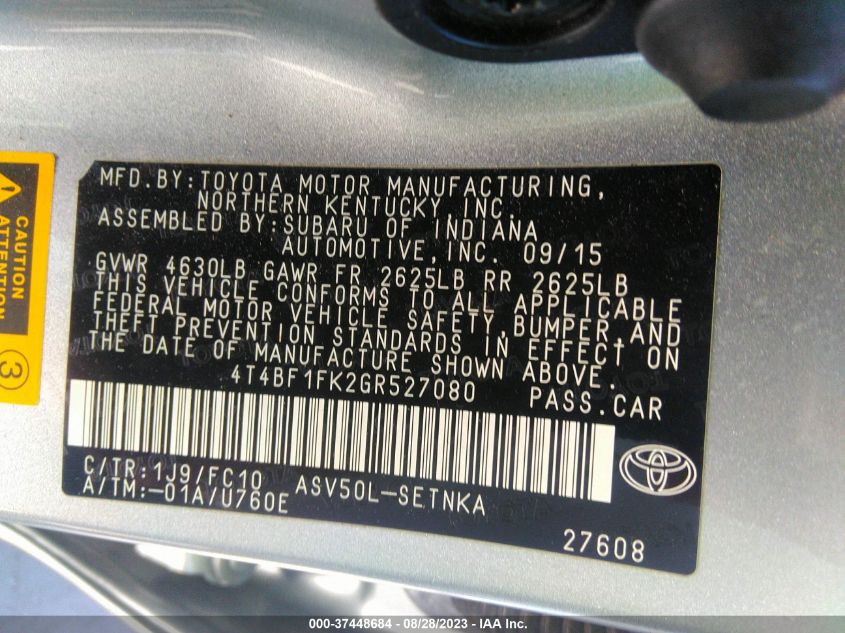 CAUTION
ATTENTION
3
MFD.BY:TOYOTA MOTOR MANUFACTURING,
NORTHERN KENTUCKY,INC.
ASSEMBLED BY:SUBARU OF INDIANA
AUTOMOTIVE,INC. 09/15
GVWR 4630LB GAWR FR 2625LB RR 2625LB
THIS VEHICLE CONFORMS TO ALL APPLICABLE
FEDERAL MOTOR VEHICLE SAFETY,BUMPER,AND
THEFT PREVENTION STANDARDS IN EFFECT ON
THE DATE OF MANUFACTURE SHOWN ABOVE.
4T4BF1FK2GR527080 PASS.CAR
C/TR:1J9/FC10 ASV50L-SETNKA
A/TM:-01A/U760E
27608
000-37448684 / 08/28/2023 / IAA Inc.